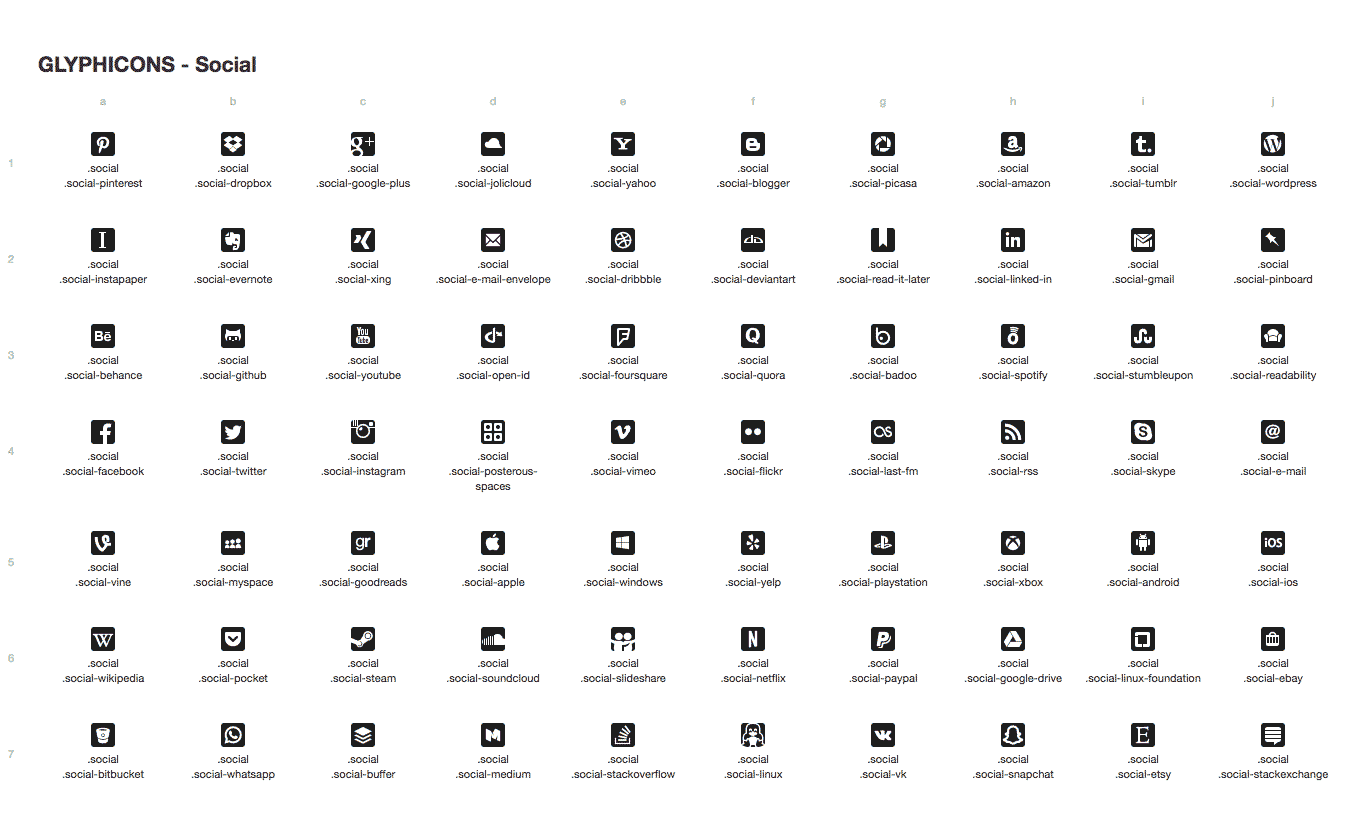 GLYPHICONS - Social
a b c d e f g h i j
1
.social .social .social .social .social .social .social .social .social .social
.social-pinterest .social-dropbox .social-google-plus .social-jolicloud .social-yahoo .social-blogger .social-picasa .social-amazon .social-tumblr .social-wordpress
2
.social .social .social .social .social .social .social .social .social .social
.social-instapaper .social-evernote .social-xing .social-e-mail-envelope .social-dribbble .social-deviantart .social-read-it-later .social-linked-in .social-gmail .social-pinboard
3
.social .social .social .social .social .social .social .social .social .social
.social-behance .social-github .social-youtube .social-open-id .social-foursquare .social-quora .social-badoo .social-spotify .social-stumbleupon .social-readability
4
.social .social .social .social .social .social .social .social .social .social
.social-facebook .social-twitter .social-instagram .social-posterous- .social-vimeo .social-flickr .social-last-fm .social-rss .social-skype .social-e-mail
spaces
5
.social .social .social .social .social .social .social .social .social .social
.social-vine .social-myspace .social-goodreads .social-apple .social-windows .social-yelp .social-playstation .social-xbox .social-android .social-ios
6
.social .social .social .social .social .social .social .social .social .social
.social-wikipedia .social-pocket .social-steam .social-soundcloud .social-slideshare .social-netflix .social-paypal .social-google-drive .social-linux-foundation .social-ebay
7
.social .social .social .social .social .social .social .social .social .social
.social-bitbucket .social-whatsapp .social-buffer .social-medium .social-stackoverflow .social-linux .social-vk .social-snapchat .social-etsy .social-stackexchange